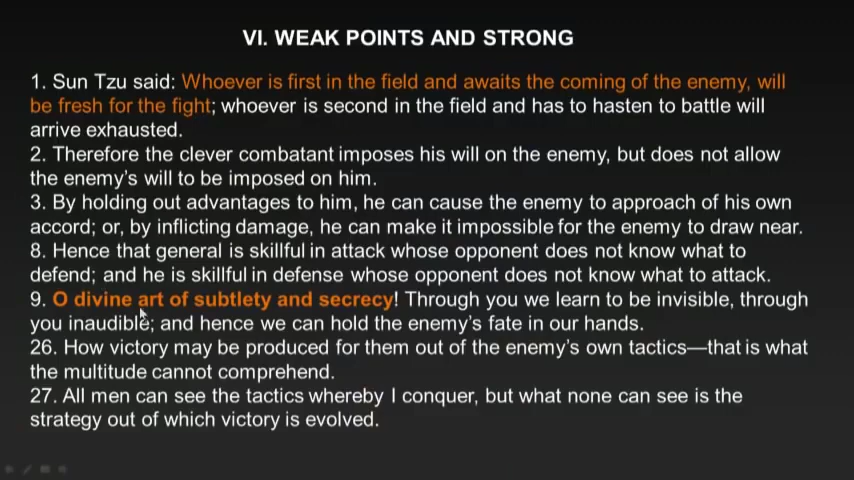 VI. WEAK POINTS AND STRONG
1. Sun Tzu said: Whoever is first in the field and awaits the coming of the enemy, will
be fresh for the fight; whoever is second in the field and has to hasten to battle will
arrive exhausted.
2. Therefore the clever combatant imposes his will on the enemy, but does not allow
the enemy’s will to be imposed on him.
3. By holding out advantages to him, he can cause the enemy to approach of his own
accord; or, by inflicting damage, he can make it impossible for the enemy to draw near.
8. Hence that general is skillful in attack whose opponent does not know what to
defend; and he is skillful in defense whose opponent does not know what to attack.
9. O divine art of subtlety and secrecy! Through you we learn to be invisible, through
you inaudible; and hence we can hold the enemy’s fate in our hands.
26. How victory may be produced for them out of the enemy’s own tactics—that is what
the multitude cannot comprehend.
27. All men can see the tactics whereby I conquer, but what none can see is the
strategy out of which victory is evolved.